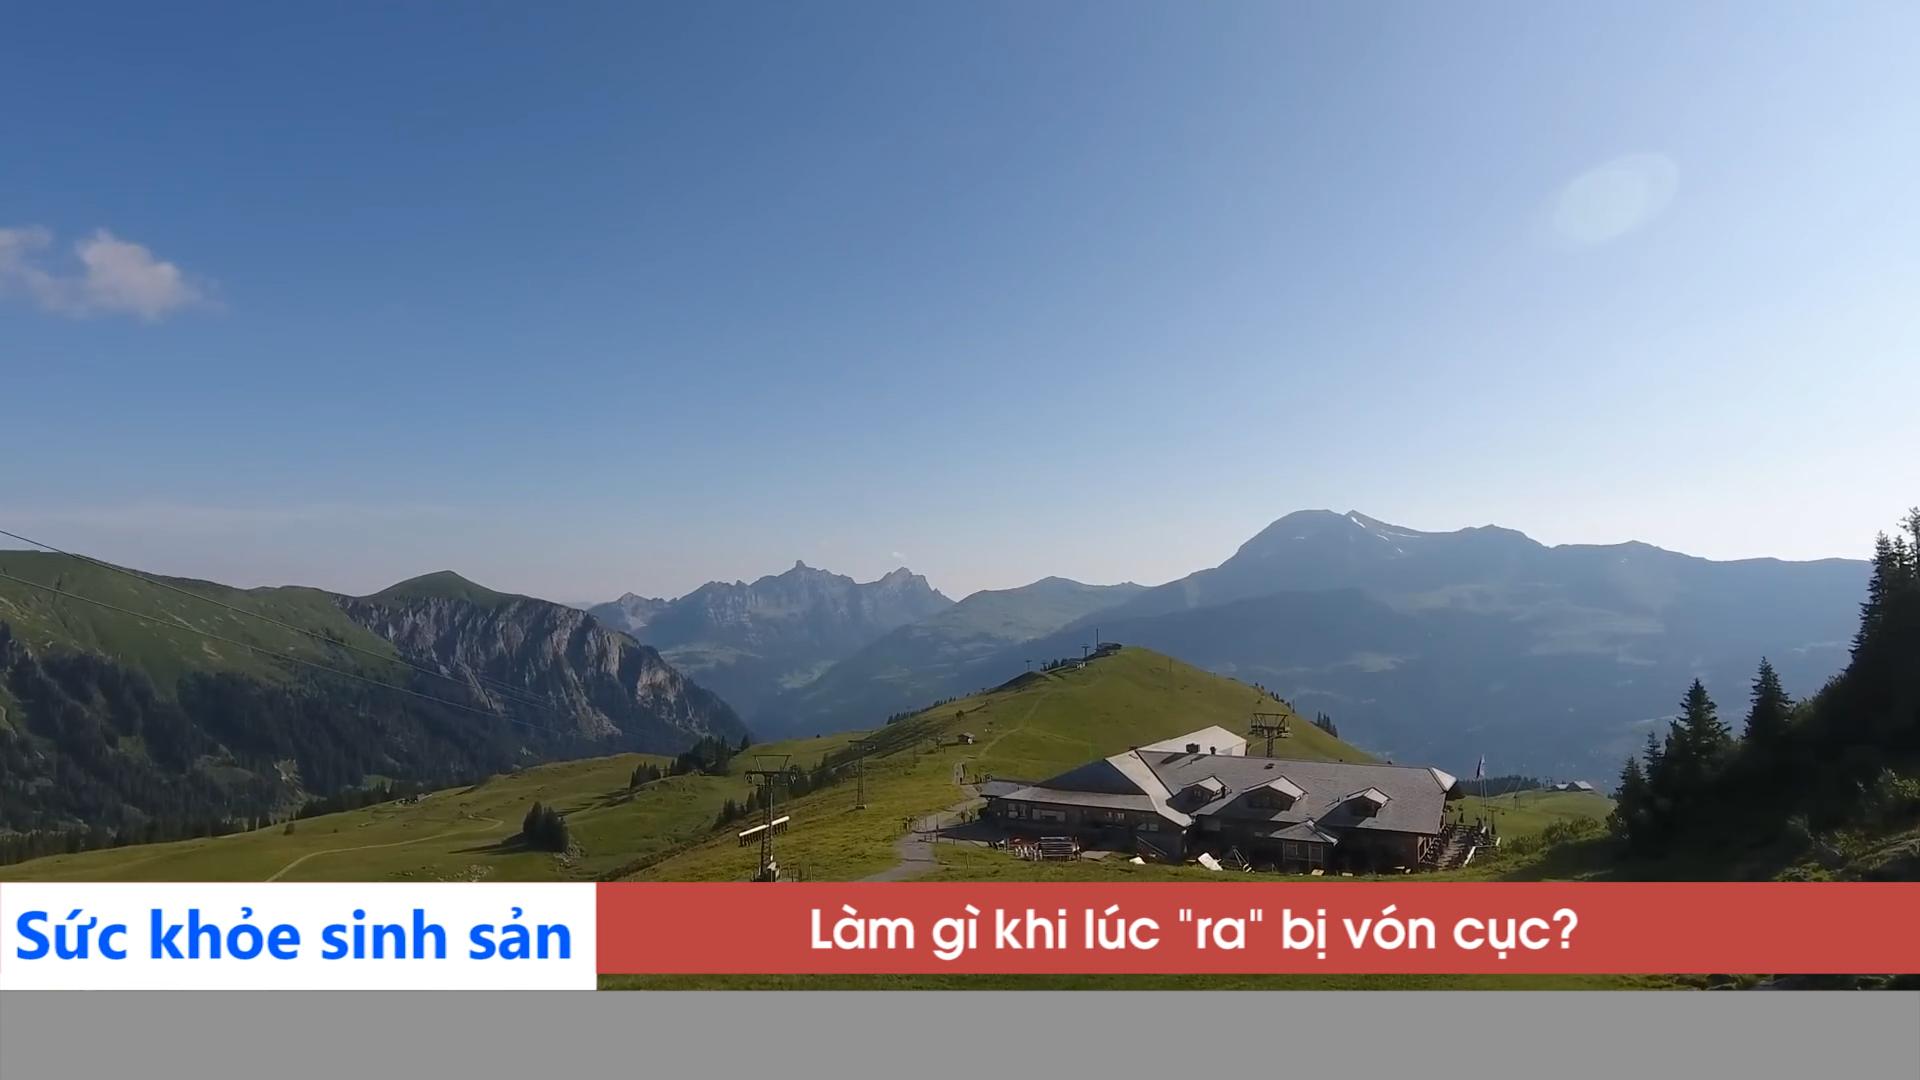 Sức khỏe sinh sản
Làm gì khi lúc "ra" bị vón cục?